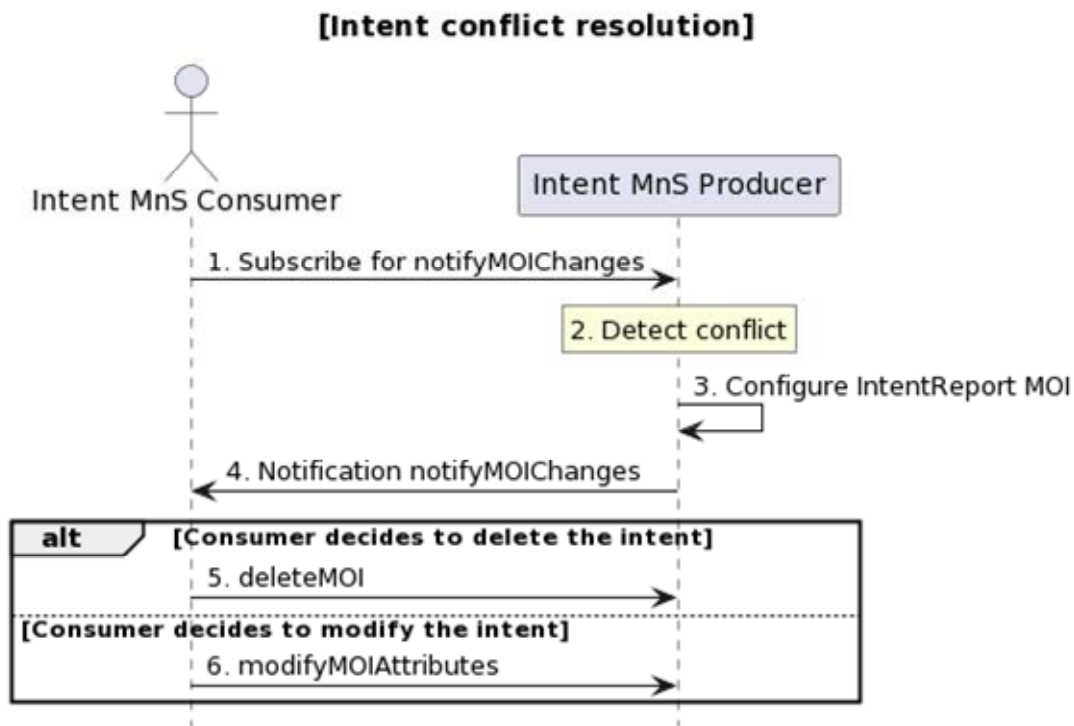 [Intent conflict resolution]
Intent MnS Consumer
Intent MnS Producer
1. Subscribe for notifyMOIChanges
2. Detect conflict
3. Configure IntentReport MOI
4. Notification notifyMOIChanges
alt [Consumer decides to delete the intent]
5. deleteMOI
[Consumer decides to modify the intent]
6. modifyMOIAttributes